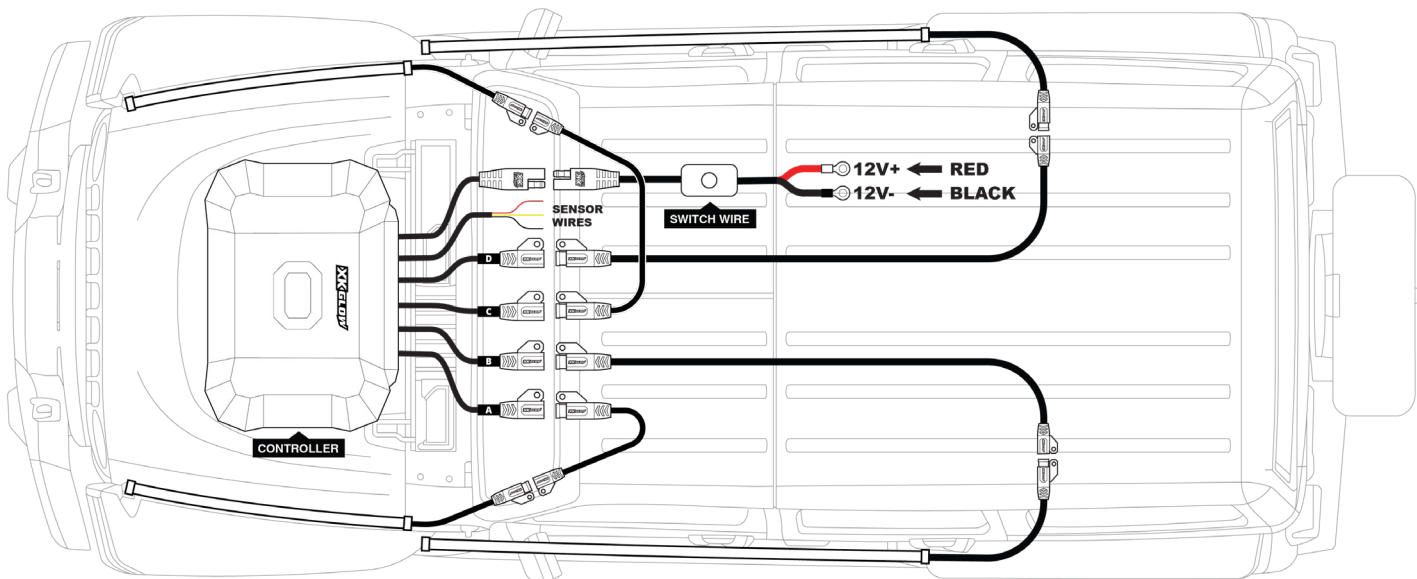 12V+ RED
12V- BLACK
SENSOR
WIRES
SWITCH WIRE
D
XKGLOW
C
B
A
CONTROLLER